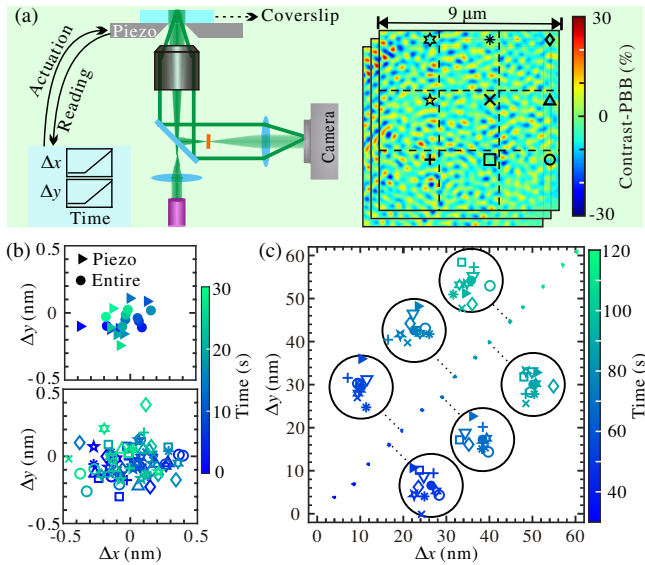 (a)
Coverslip
Piezo
Actuation
Reading
Δx
Δy
Time
Camera
9 μm
30
0
-30
Contrast-PBB (%)
(b)
0.5
0
-0.5
Δy (nm)
Piezo
Entire
0.5
0
-0.5
Δy (nm)
-0.5
0
0.5
Δx (nm)
30
20
10
0
Time (s)
(c)
60
50
40
30
20
10
0
Δy (nm)
0
10
20
30
40
50
60
Δx (nm)
120
100
80
60
40
Time (s)